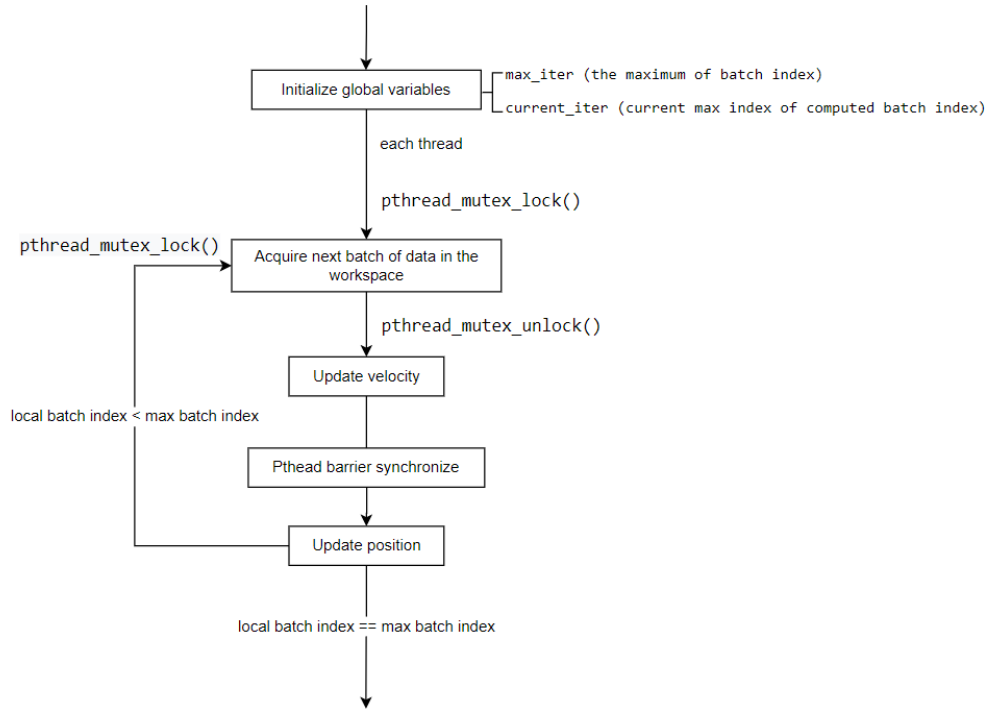 Initialize global variables
max_iter (the maximum of batch index)
current_iter (current max index of computed batch index)
each thread
pthread_mutex_lock()
pthread_mutex_lock()
Acquire next batch of data in the
workspace
pthread_mutex_unlock()
Update velocity
local batch index < max batch index
Pthead barrier synchronize
Update position
local batch index == max batch index